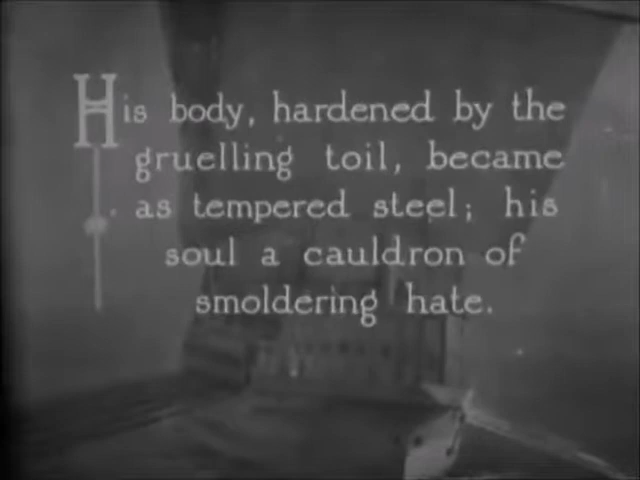 His body, hardened by the
gruelling toil, became
as tempered steel; his
soul a cauldron of
smoldering hate.